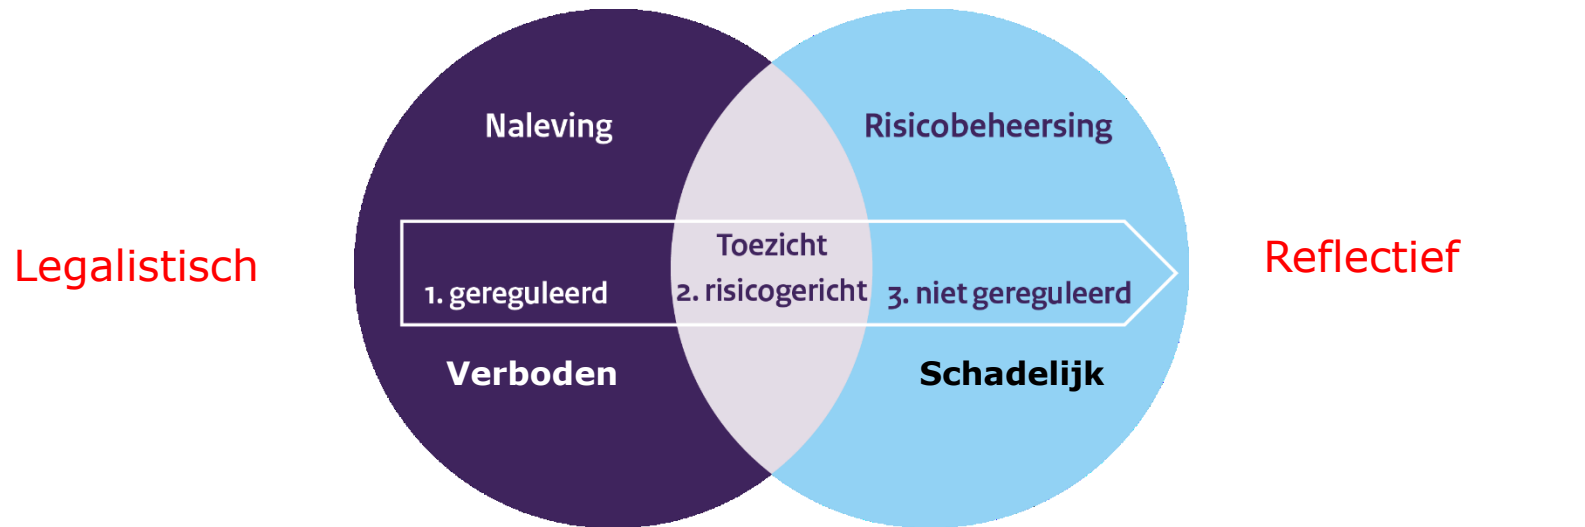 Naleving
Risicobeheersing
Legalistisch
Reflectief
Toezicht
1. gereguleerd
2. risicogericht
3. niet gereguleerd
Verboden
Schadelijk